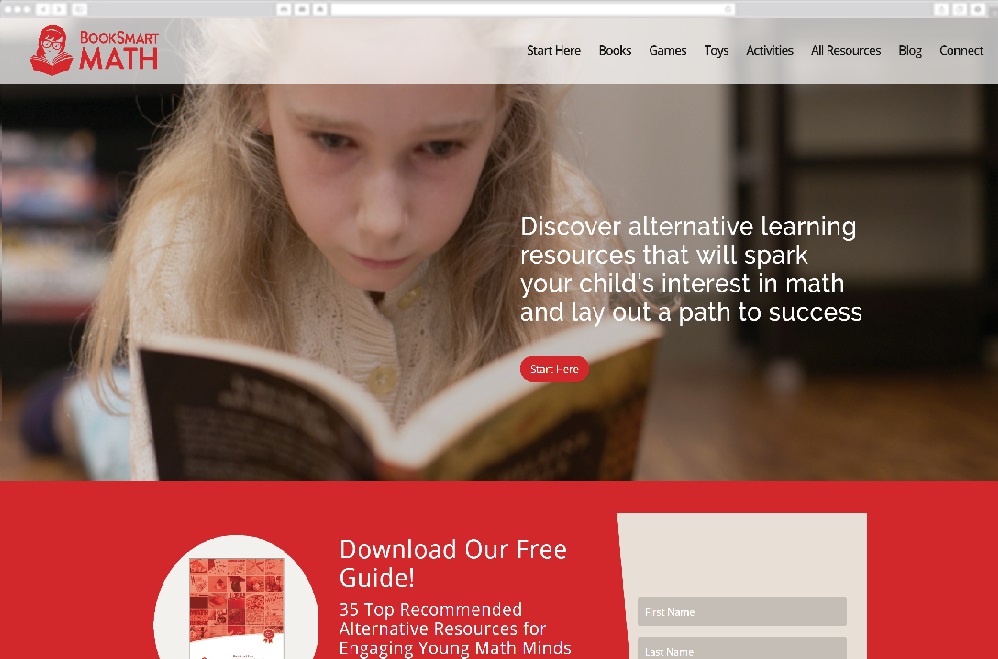 BOOKSMART
MATH
Start Here Books Games Toys Activities All Resources Blog Connect
Discover alternative learning
resources that will spark
your child's interest in math
and lay out a path to success
Start Here
Download Our Free
Guide!
35 Top Recommended
Alternative Resources for
Engaging Young Math Minds
First Name
Last Name